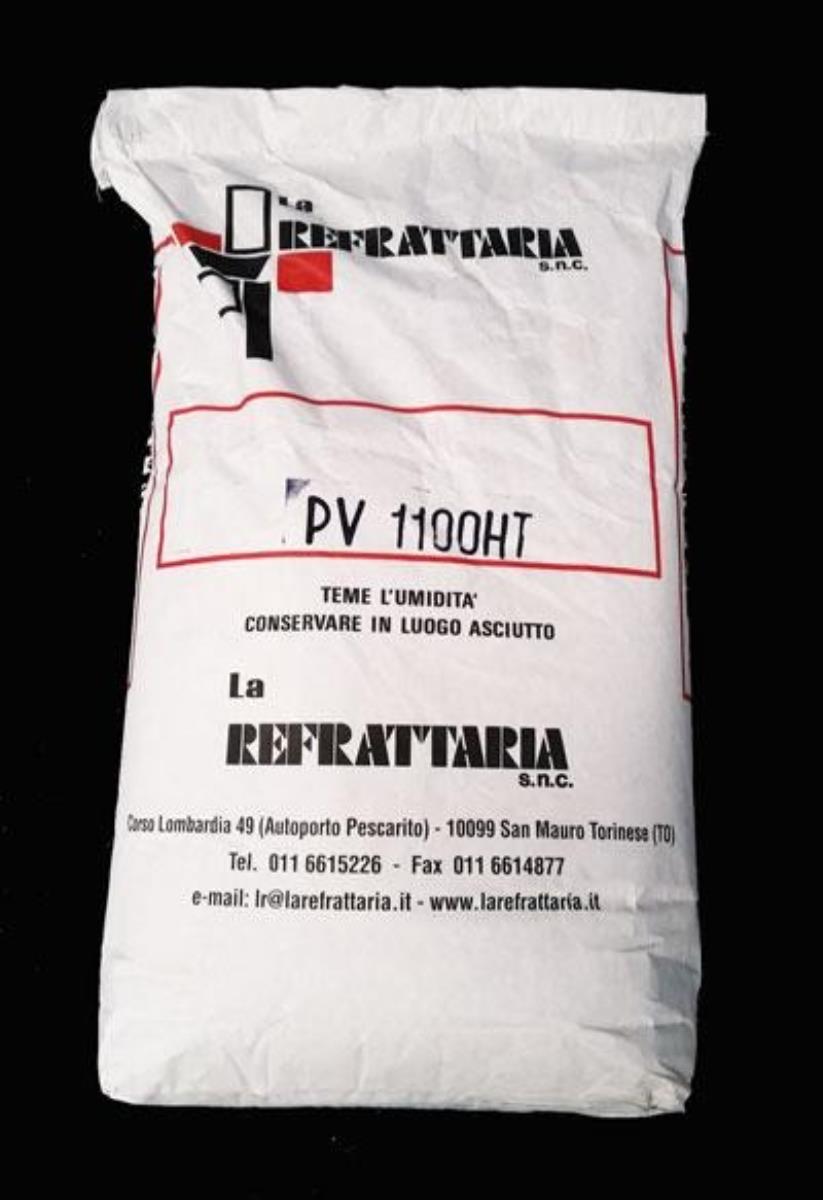 La
REFRATTARIA
s.n.c.
PV 1100HT
TEME L'UMIDITA'
CONSERVARE IN LUOGO ASCIUTTO
La
REFRATTARIA
s.n.c.
Corso Lombardia 49 (Autoporto Pescarito) - 10099 San Mauro Torinese (TO)
Tel. 011 6615226 - Fax 011 6614877
e-mail: lr@larefrattaria.it - www.larefrattaria.it